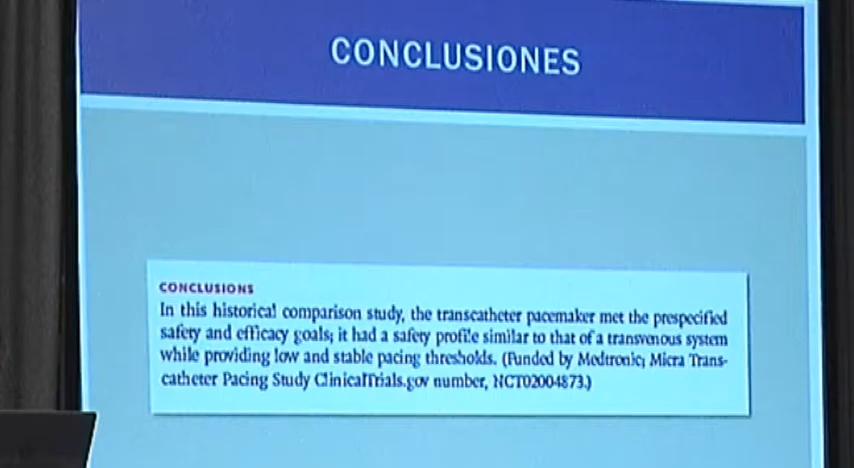 CONCLUSIONES
CONCLUSIONS
In this historical comparison study, the transcatheter pacemaker met the prespecified
safety and efficacy goals; it had a safety profile similar to that of a transvenous system
while providing low and stable pacing thresholds. (Funded by Medtronic; Micra Trans-
catheter Pacing Study ClinicalTrials.gov number, NCT02004873.)